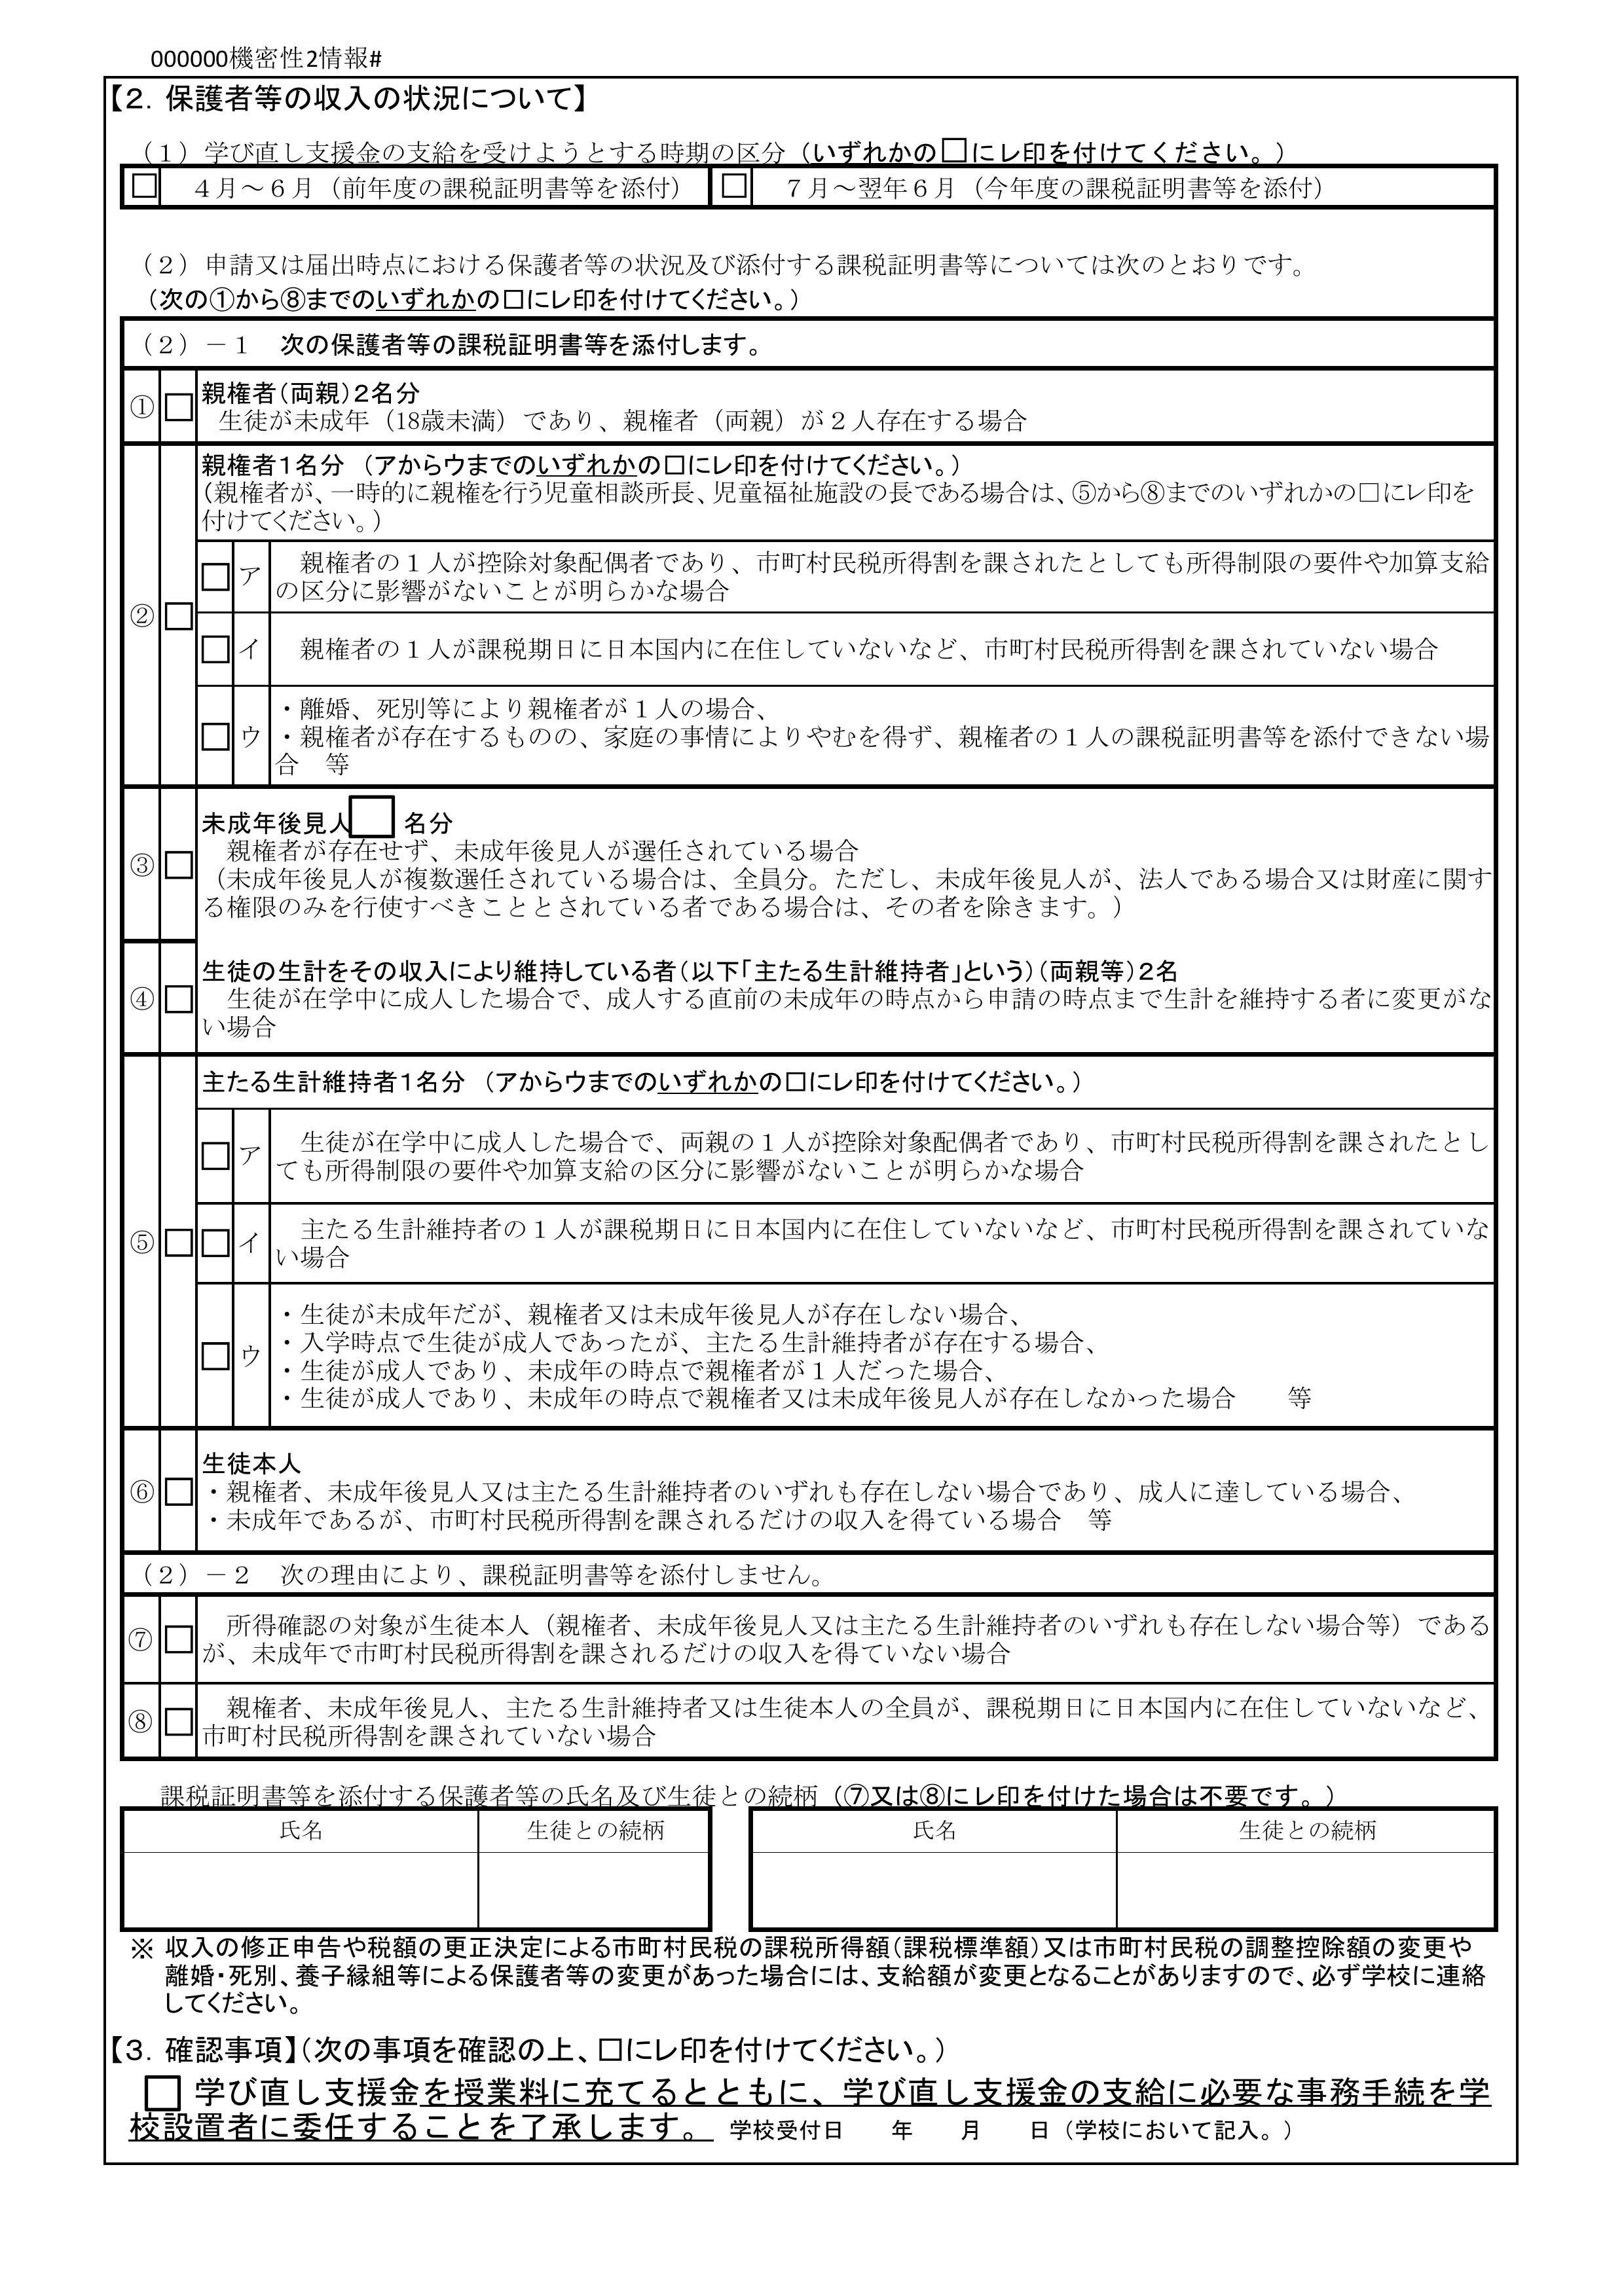 000000機密性2情報#
【２．保護者等の収入の状況について】
（１）学び直し支援金の支給を受けようとする時期の区分（いずれかの□にレ印を付けてください。）
□ ４月～６月（前年度の課税証明書等を添付） □ ７月～翌年６月（今年度の課税証明書等を添付）
（２）申請又は届出時点における保護者等の状況及び添付する課税証明書等については次のとおりです。
（次の①から⑧までのいずれかの□にレ印を付けてください。）
（２）－１　次の保護者等の課税証明書等を添付します。
① □ 親権者（両親）２名分
生徒が未成年（18歳未満）であり、親権者（両親）が２人存在する場合
② □ 親権者１名分 （アからウまでのいずれかの□にレ印を付けてください。）
（親権者が、一時的に親権を行う児童相談所長、児童福祉施設の長である場合は、⑤から⑧までのいずれかの□にレ印を
付けてください。）
□ ア 親権者の１人が控除対象配偶者であり、市町村民税所得割を課されたとしても所得制限の要件や加算支給
の区分に影響がないことが明らかな場合
□ イ 親権者の１人が課税期日に日本国内に在住していないなど、市町村民税所得割を課されていない場合
□ ウ ・離婚、死別等により親権者が１人の場合、
・親権者が存在するものの、家庭の事情によりやむを得ず、親権者の１人の課税証明書等を添付できない場
合　等
③ □ 未成年後見人□ 名分
親権者が存在せず、未成年後見人が選任されている場合
（未成年後見人が複数選任されている場合は、全員分。ただし、未成年後見人が、法人である場合又は財産に関す
る権限のみを行使すべきこととされている者である場合は、その者を除きます。）
④ □ 生徒の生計をその収入により維持している者（以下「主たる生計維持者」という）（両親等）２名
生徒が在学中に成人した場合で、成人する直前の未成年の時点から申請の時点まで生計を維持する者に変更がな
い場合
⑤ □ 主たる生計維持者１名分 （アからウまでのいずれかの□にレ印を付けてください。）
□ ア 生徒が在学中に成人した場合で、両親の１人が控除対象配偶者であり、市町村民税所得割を課されたとし
ても所得制限の要件や加算支給の区分に影響がないことが明らかな場合
□ イ 主たる生計維持者の１人が課税期日に日本国内に在住していないなど、市町村民税所得割を課されていな
い場合
□ ウ ・生徒が未成年だが、親権者又は未成年後見人が存在しない場合、
・入学時点で生徒が成人であったが、主たる生計維持者が存在する場合、
・生徒が成人であり、未成年の時点で親権者が１人だった場合、
・生徒が成人であり、未成年の時点で親権者又は未成年後見人が存在しなかった場合　　等
⑥ □ 生徒本人
・親権者、未成年後見人又は主たる生計維持者のいずれも存在しない場合であり、成人に達している場合、
・未成年であるが、市町村民税所得割を課されるだけの収入を得ている場合　等
（２）－２　次の理由により、課税証明書等を添付しません。
⑦ □ 所得確認の対象が生徒本人（親権者、未成年後見人又は主たる生計維持者のいずれも存在しない場合等）である
が、未成年で市町村民税所得割を課されるだけの収入を得ていない場合
⑧ □ 親権者、未成年後見人、主たる生計維持者又は生徒本人の全員が、課税期日に日本国内に在住していないなど、
市町村民税所得割を課されていない場合
課税証明書等を添付する保護者等の氏名及び生徒との続柄（⑦又は⑧にレ印を付けた場合は不要です。）
氏名 生徒との続柄 氏名 生徒との続柄
※ 収入の修正申告や税額の更正決定による市町村民税の課税所得額（課税標準額）又は市町村民税の調整控除額の変更や
離婚・死別、養子縁組等による保護者等の変更があった場合には、支給額が変更となることがありますので、必ず学校に連絡
してください。
【３．確認事項】（次の事項を確認の上、□にレ印を付けてください。）
□ 学び直し支援金を授業料に充てるとともに、学び直し支援金の支給に必要な事務手続を学
校設置者に委任することを了承します。 学校受付日　　年　　月　　日（学校において記入。）